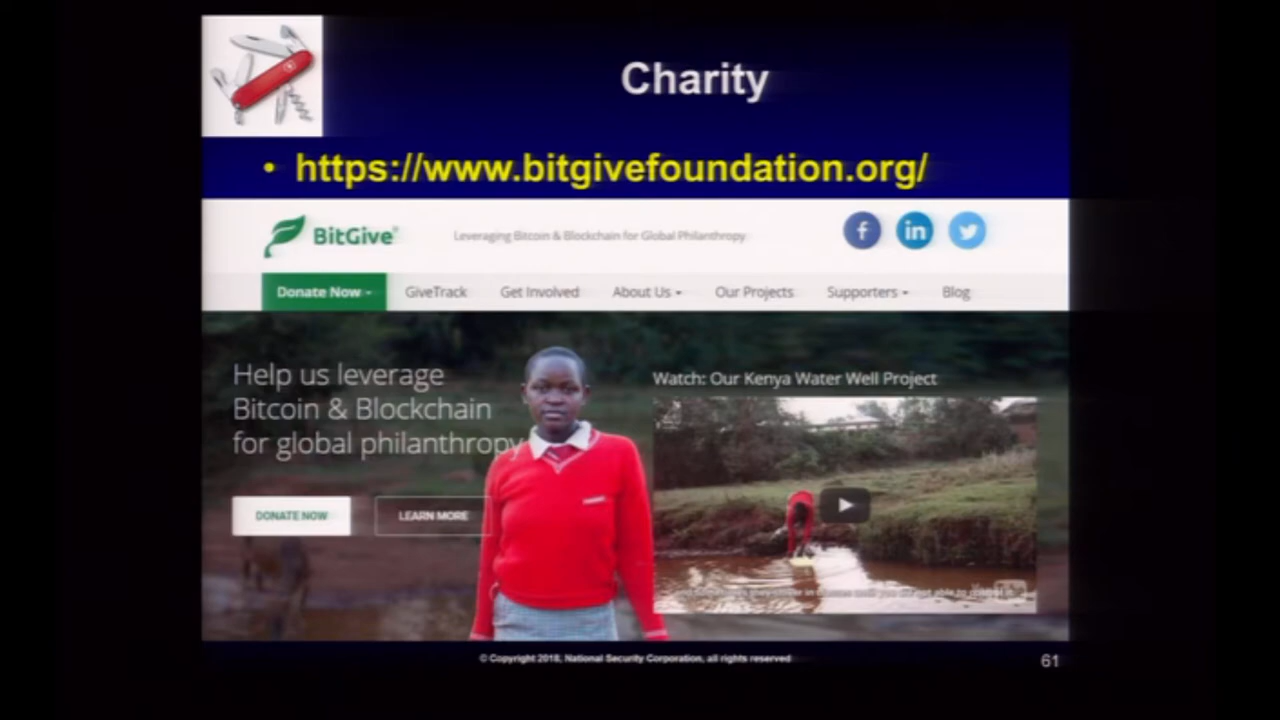 Charity
• https://www.bitgivefoundation.org/
BitGive®
Leveraging Bitcoin & Blockchain for Global Philanthropy
f in
Donate Now GiveTrack Get Involved About Us Our Projects Supporters Blog
Help us leverage
Bitcoin & Blockchain
for global philanthropy
Watch: Our Kenya Water Well Project
DONATE NOW LEARN MORE
© Copyright 2018, National Security Corporation, all rights reserved
61